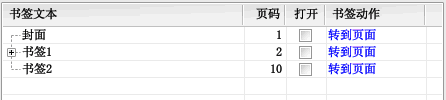 书签文本 页码 打开 书签动作
封面 1 转到页面
书签1 2 转到页面
书签2 10 转到页面